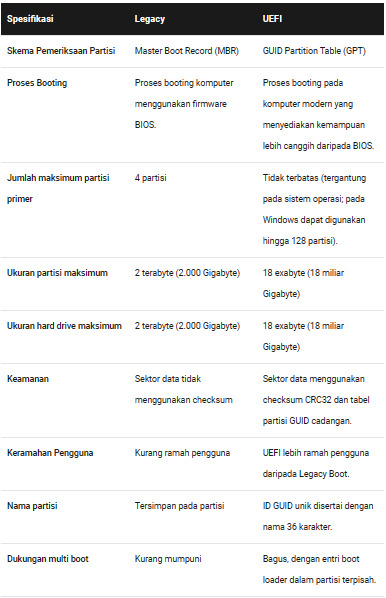 Spesifikasi Legacy UEFI
Skema Pemeriksaan Partisi Master Boot Record (MBR) GUID Partition Table (GPT)
Proses Booting Proses booting komputer Proses booting pada
menggunakan firmware komputer modern yang
BIOS. menyediakan kemampuan
lebih canggih daripada BIOS.
Jumlah maksimum partisi 4 partisi Tidak terbatas (tergantung
primer pada sistem operasi; pada
Windows dapat digunakan
hingga 128 partisi).
Ukuran partisi maksimum 2 terabyte (2.000 Gigabyte) 18 exabyte (18 miliar
Gigabyte)
Ukuran hard drive maksimum 2 terabyte (2.000 Gigabyte) 18 exabyte (18 miliar
Gigabyte)
Keamanan Sektor data tidak Sektor data menggunakan
menggunakan checksum checksum CRC32 dan tabel
partisi GUID cadangan.
Keramahan Pengguna Kurang ramah pengguna UEFI lebih ramah pengguna
daripada Legacy Boot.
Nama partisi Tersimpan pada partisi ID GUID unik disertai dengan
nama 36 karakter.
Dukungan multi boot Kurang mumpuni Bagus, dengan entri boot
loader dalam partisi terpisah.